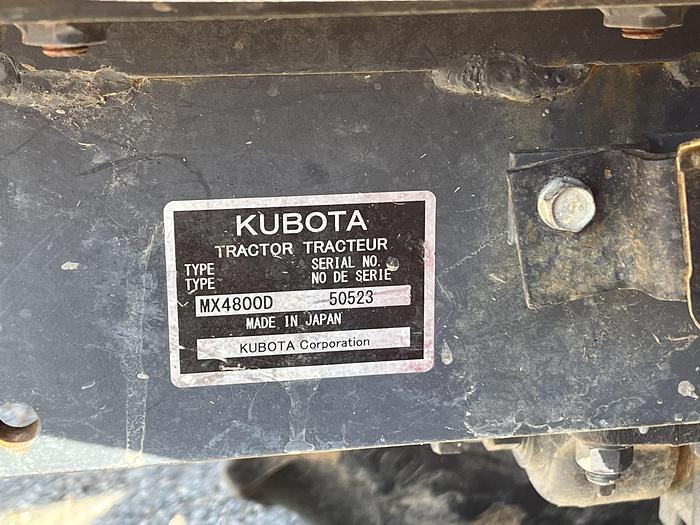 KUBOTA
TRACTOR TRACTEUR
TYPE SERIAL NO.
TYPE NO DE SERIE
MX4800D 50523
MADE IN JAPAN
KUBOTA Corporation